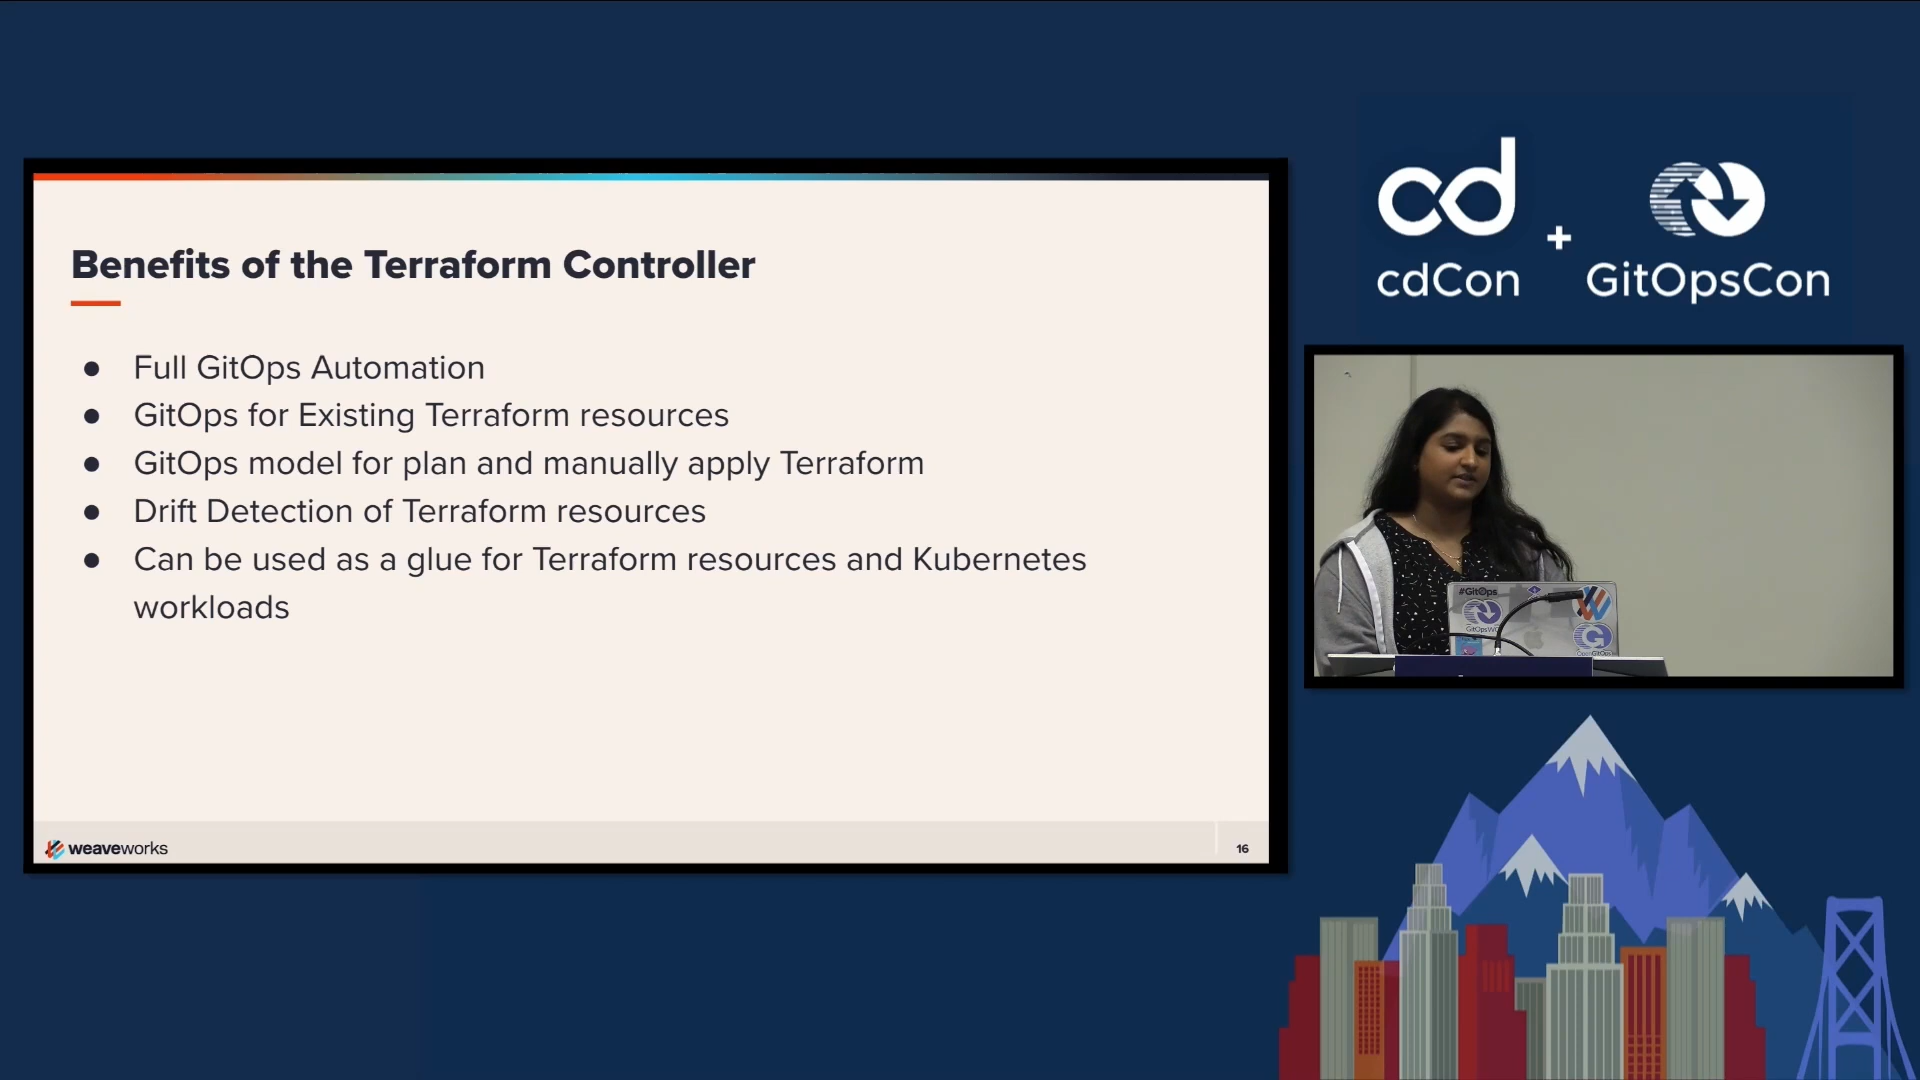 cd
cdCon
+
GitOpsCon
Benefits of the Terraform Controller
● Full GitOps Automation
● GitOps for Existing Terraform resources
● GitOps model for plan and manually apply Terraform
● Drift Detection of Terraform resources
● Can be used as a glue for Terraform resources and Kubernetes
workloads
weaveworks
16
#GitOps